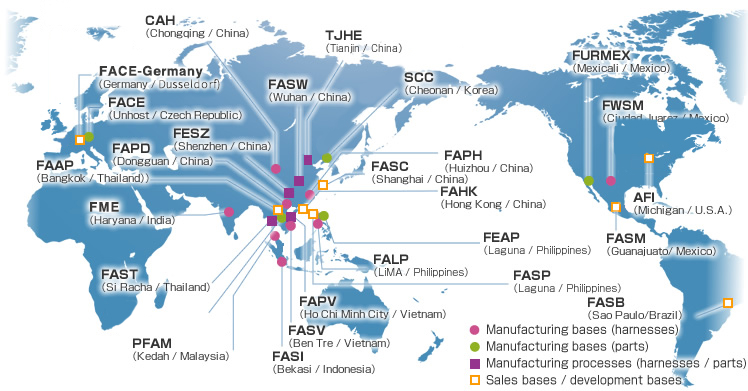 CAH
(Chongqing / China)
TJHE
(Tianjin / China)
FACE-Germany
(Germany / Dusseldorf)
FASW
(Wuhan / China)
SCC
(Cheonan / Korea)
FURMEX
(Mexicali / Mexico)
FACE
(Unhost / Czech Republic)
FWSM
(Ciudad Juarez / Mexico)
FESZ
(Shenzhen / China)
FAPD
(Dongguan / China)
FAAP
(Bangkok / Thailand))
FAPH
(Huizhou / China)
FASC
(Shanghai / China)
FAHK
(Hong Kong / China)
AFI
(Michigan / U.S.A.)
FME
(Haryana / India)
FEAP
(Laguna / Philippines)
FASM
(Guanajuato / Mexico)
FALP
(LiMA / Philippines)
FAST
(Si Racha / Thailand)
FASP
(Laguna / Philippines)
FAPV
(Ho Chi Minh City / Vietnam)
FASB
(Sao Paulo/Brazil)
FASV
(Ben Tre / Vietnam)
PFAM
(Kedah / Malaysia)
FASI
(Bekasi / Indonesia)
Manufacturing bases (harnesses)
Manufacturing bases (parts)
Manufacturing processes (harnesses / parts)
Sales bases / development bases